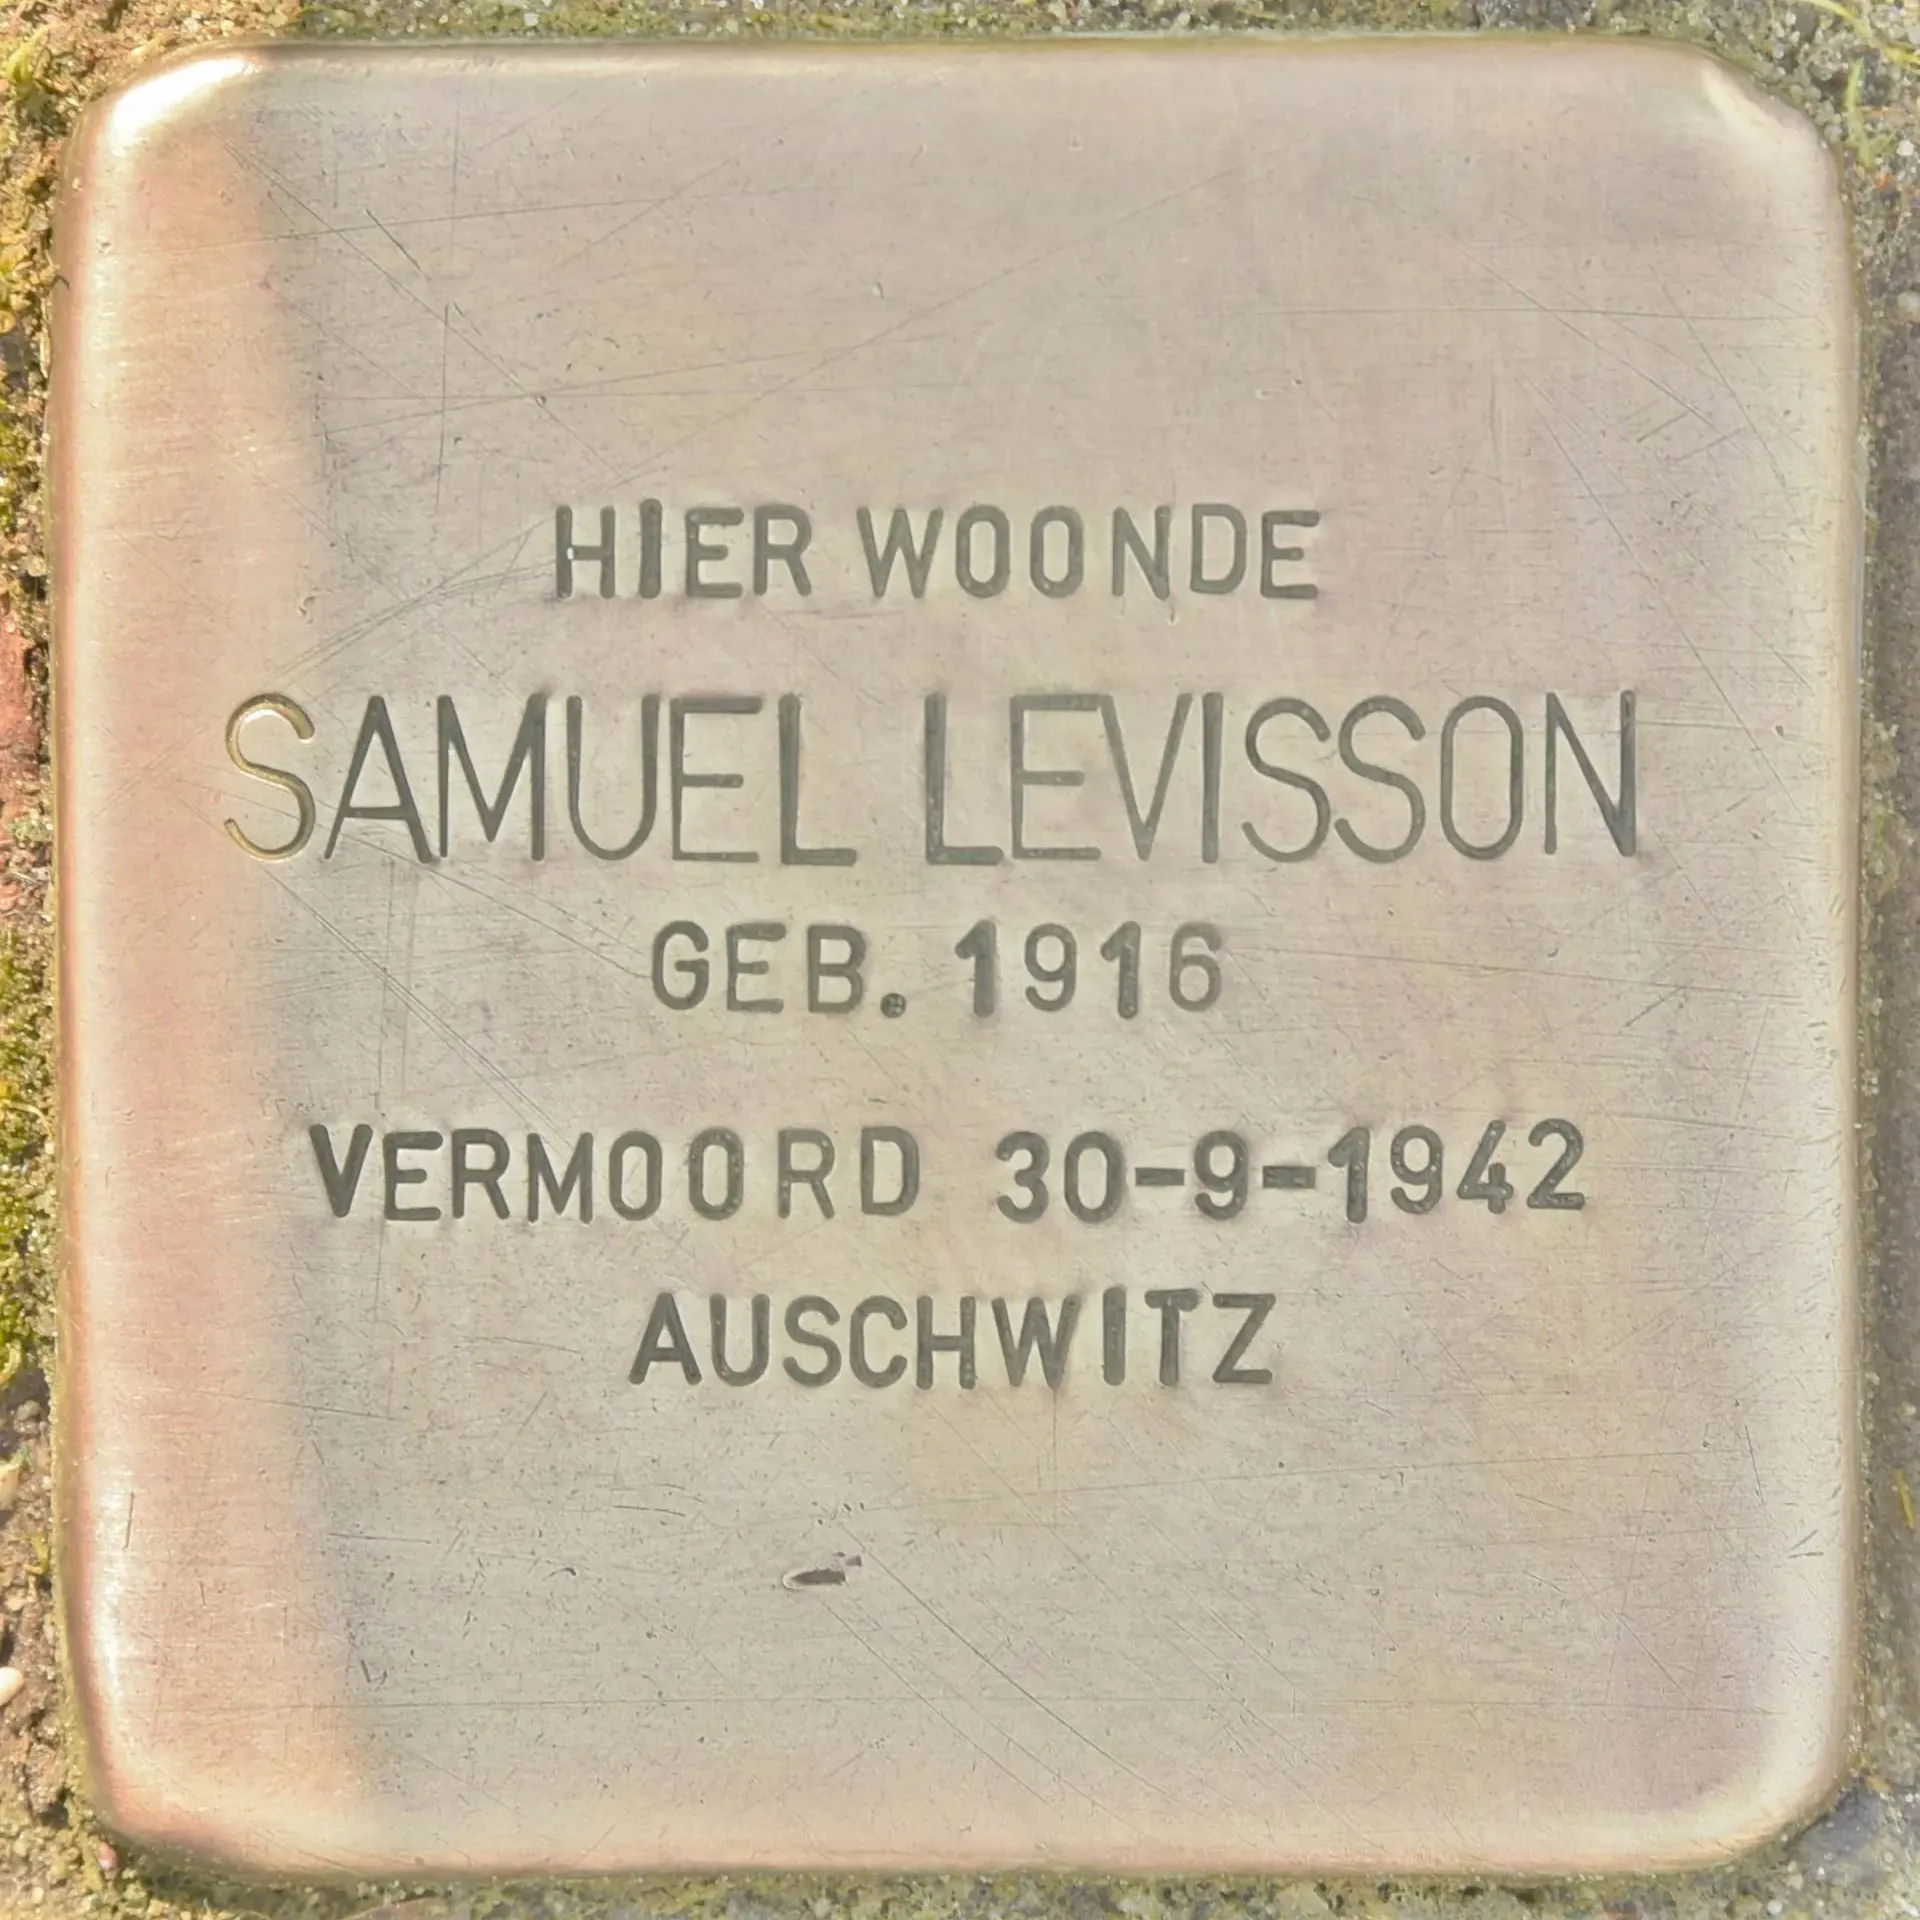 HIER WOONDE
SAMUEL LEVISSON
GEB. 1916
VERMOORD 30-9-1942
AUSCHWITZ